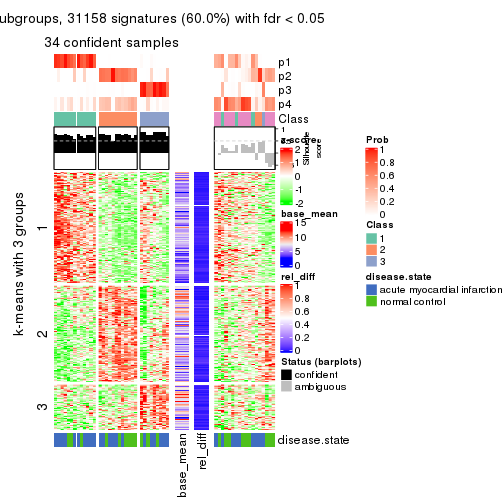 ubgroups, 31158 signatures (60.0%) with fdr < 0.05
34 confident samples
p1
p2
p3
p4
Class
1
Silhouette
score
z-score
2
1
0
-1
-2
base_mean
15
10
5
0
rel_diff
1
0.8
0.6
0.4
0.2
0
Status (barplots)
confident
ambiguous
Prob
1
0.8
0.6
0.4
0.2
0
Class
1
2
3
disease.state
acute myocardial infarction
normal control
k-means with 3 groups
1
2
3
disease.state
base_mean
rel_diff